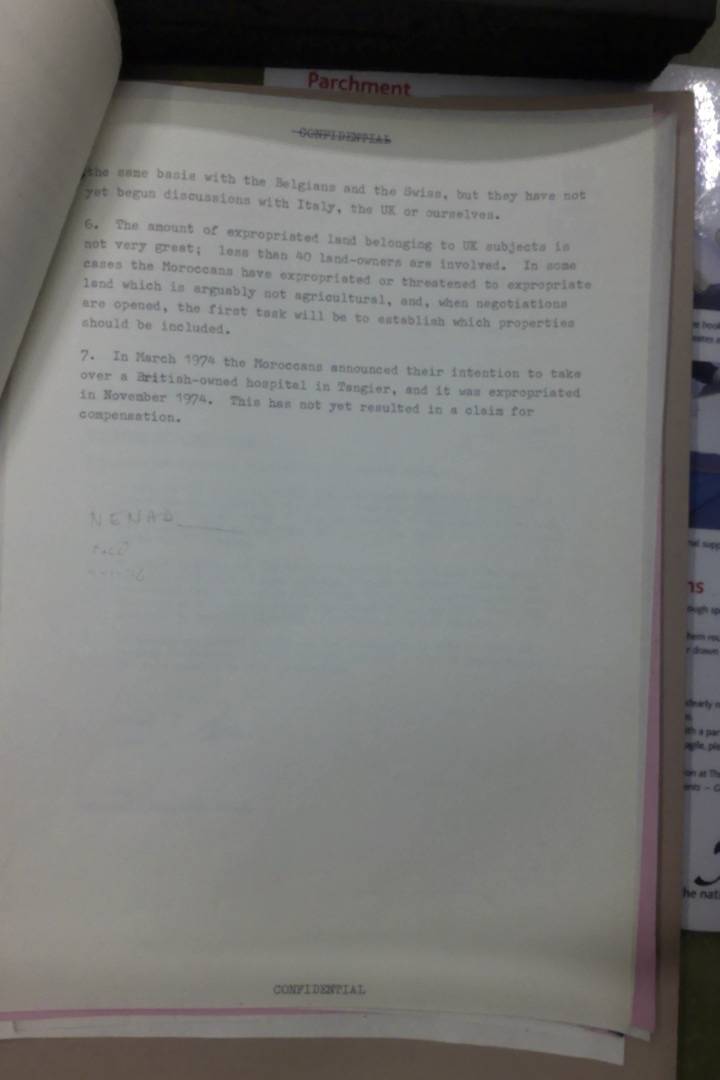 Parchment
CONFIDENTIAL
the same basis with the Belgians and the Swiss, but they have not
yet begun discussions with Italy, the UK or ourselves.
6. The amount of expropriated land belonging to UK subjects is
not very great; less than 40 land-owners are involved. In some
cases the Moroccans have expropriated or threatened to expropriate
land which is arguably not agricultural, and, when negotiations
are opened, the first task will be to establish which properties
should be included.
7. In March 1974 the Moroccans announced their intention to take
over a British-owned hospital in Tangier, and it was expropriated
in November 1974. This has not yet resulted in a claim for
compensation.
NENAD
CONFIDENTIAL